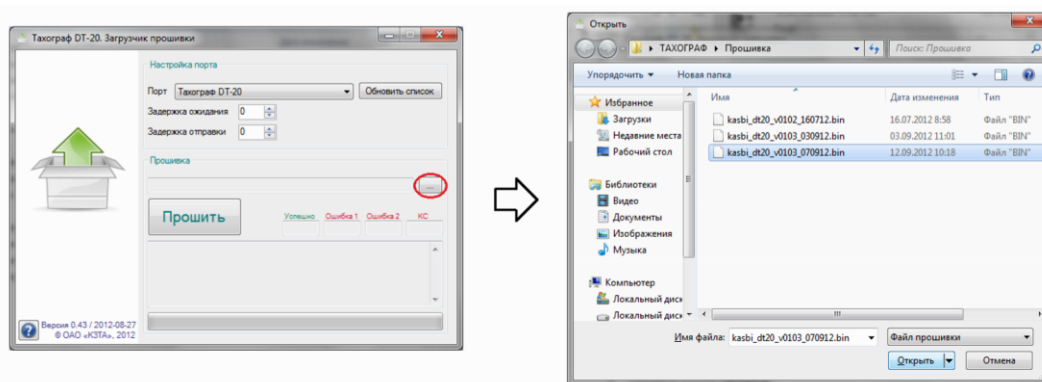 Тахограф DT-20. Загрузчик прошивки
Настройка порта
Порт Тахограф DT-20 Обновить список
Задержка ожидания 0
Задержка отправки 0
Прошивка
...
Прошить
Успешно Ошибка 1 Ошибка 2 КС
Версия 0.43 / 2012-08-27
© ОАО «КЗТА», 2012
Открыть
ТАХОГРАФ Прошивка Поиск: Прошивка
Упорядочить Новая папка
Имя Дата изменения Тип
Избранное
Загрузки kasbi_dt20_v0102_160712.bin 16.07.2012 8:58 Файл "BIN"
Недавние места kasbi_dt20_v0103_030912.bin 03.09.2012 11:01 Файл "BIN"
Рабочий стол kasbi_dt20_v0103_070912.bin 12.09.2012 10:18 Файл "BIN"
Библиотеки
Видео
Документы
Изображения
Музыка
Компьютер
Локальный диск
Локальный диск
Имя файла: kasbi_dt20_v0103_070912.bin Файл прошивки
Открыть Отмена